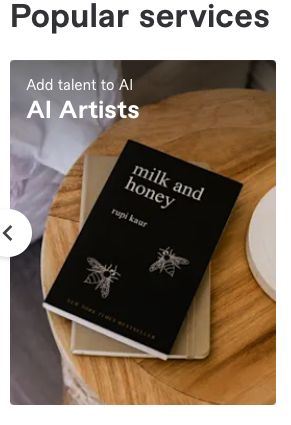 Popular services
Add talent to AI
AI Artists
milk and
honey
rupi kaur
NEW YORK TIMES BESTSELLER